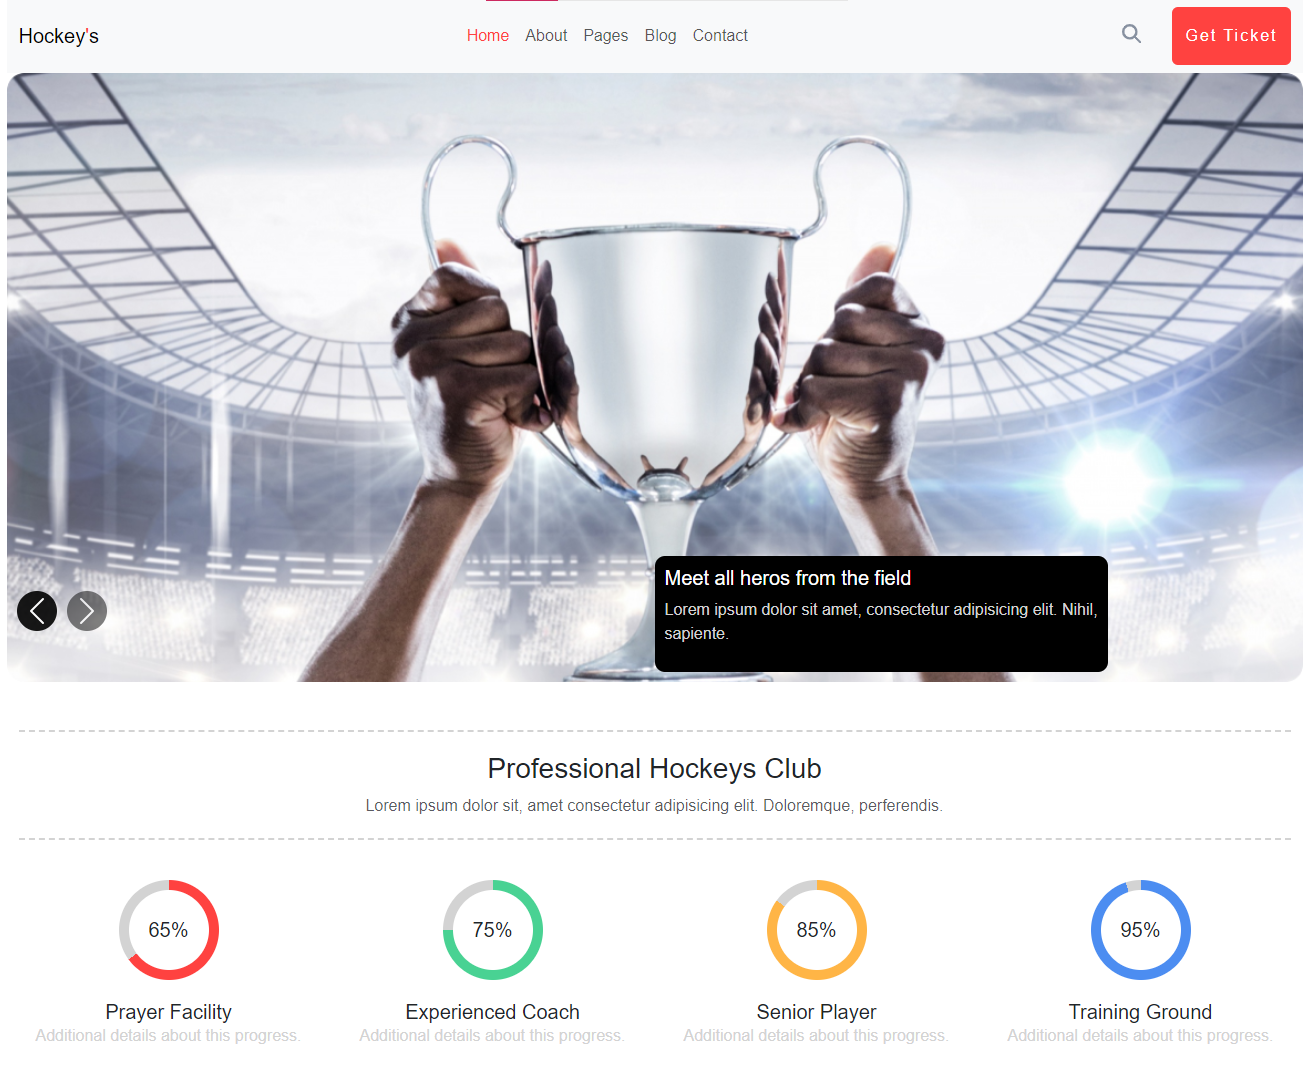 Hockey's
Home About Pages Blog Contact
Get Ticket
Meet all heros from the field
Lorem ipsum dolor sit amet, consectetur adipisicing elit. Nihil,
sapiente.
Professional Hockeys Club
Lorem ipsum dolor sit, amet consectetur adipisicing elit. Doloremque, perferendis.
65%
75%
85%
95%
Prayer Facility
Experienced Coach
Senior Player
Training Ground
Additional details about this progress.
Additional details about this progress.
Additional details about this progress.
Additional details about this progress.